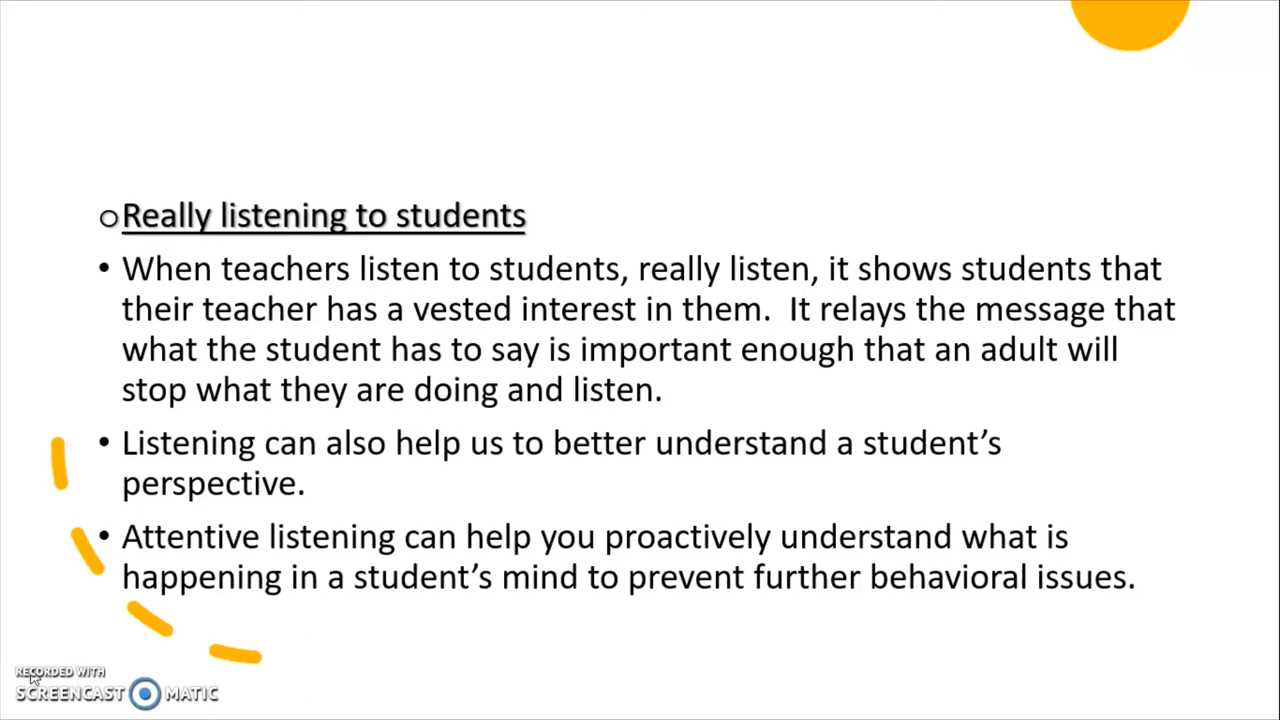 oReally listening to students
• When teachers listen to students, really listen, it shows students that
their teacher has a vested interest in them.  It relays the message that
what the student has to say is important enough that an adult will
stop what they are doing and listen.
• Listening can also help us to better understand a student’s
perspective.
• Attentive listening can help you proactively understand what is
happening in a student’s mind to prevent further behavioral issues.
RECORDED WITH
SCREENCAST MATIC